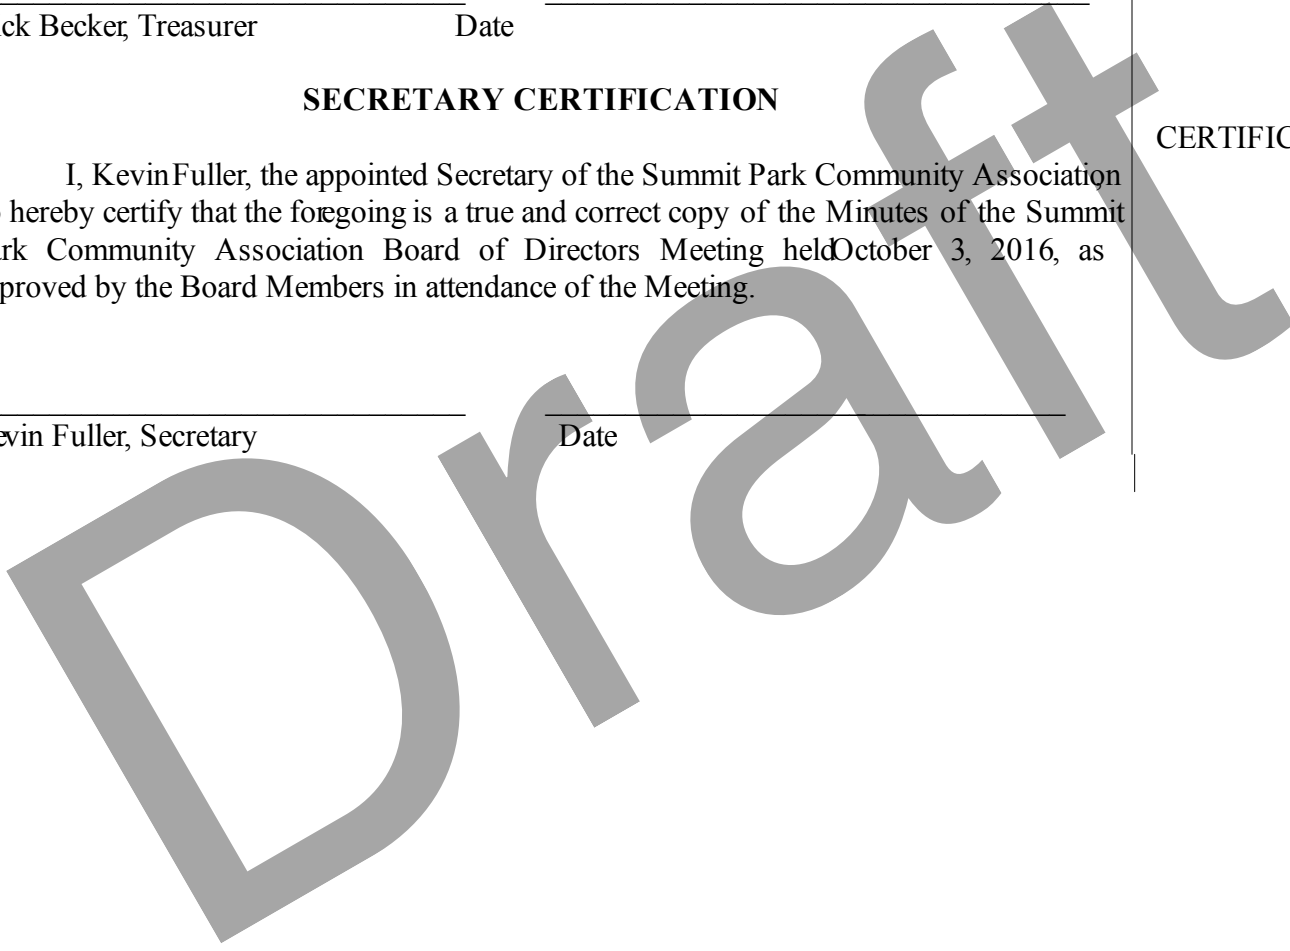 ck Becker, Treasurer Date
SECRETARY CERTIFICATION
CERTIFIC
I, Kevin Fuller, the appointed Secretary of the Summit Park Community Association,
hereby certify that the foregoing is a true and correct copy of the Minutes of the Summit
ark Community Association Board of Directors Meeting held October 3, 2016, as
proved by the Board Members in attendance of the Meeting.
evin Fuller, Secretary Date
Draft